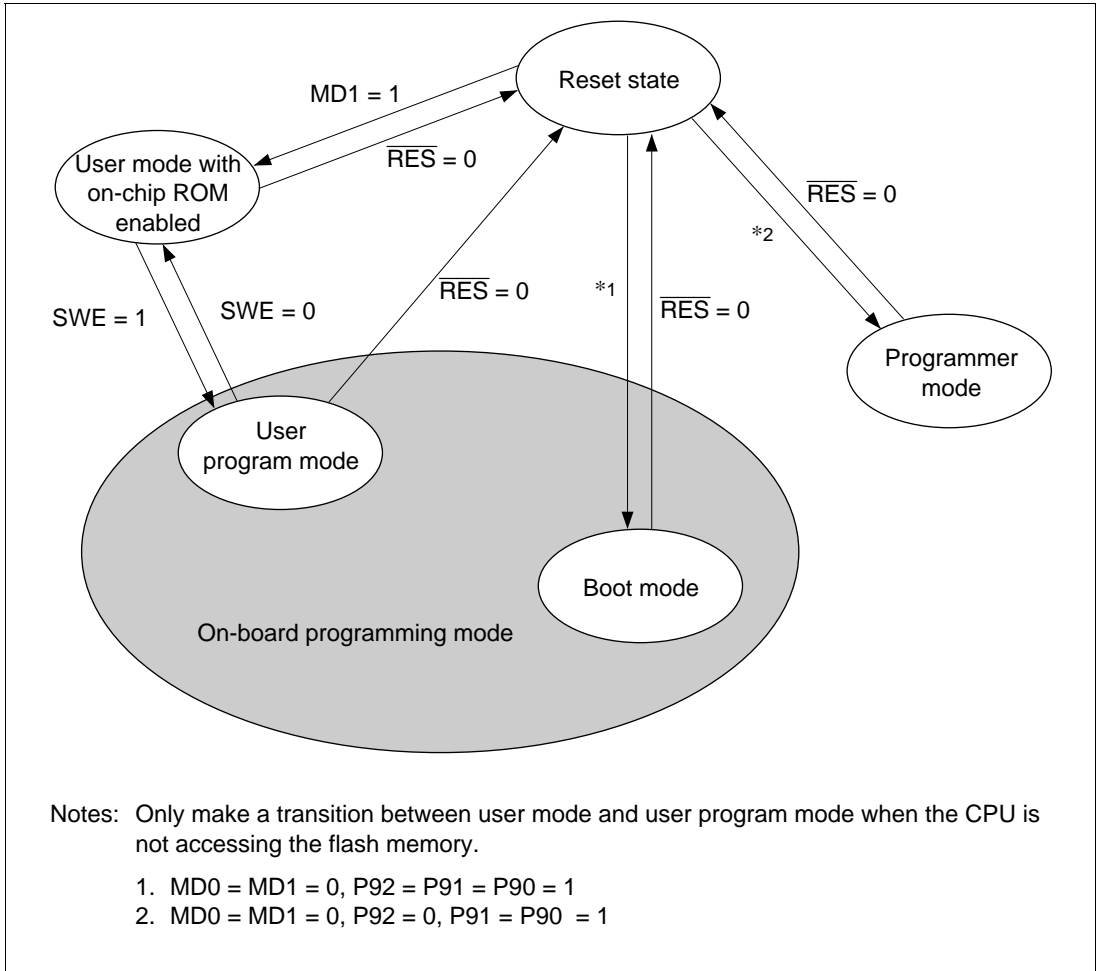 Reset state
MD1 = 1
RES = 0
User mode with
on-chip ROM
enabled
RES = 0
*2
SWE = 1
SWE = 0
RES = 0
*1
RES = 0
Programmer
mode
User
program mode
Boot mode
On-board programming mode
Notes: Only make a transition between user mode and user program mode when the CPU is
not accessing the flash memory.
1. MD0 = MD1 = 0, P92 = P91 = P90 = 1
2. MD0 = MD1 = 0, P92 = 0, P91 = P90 = 1